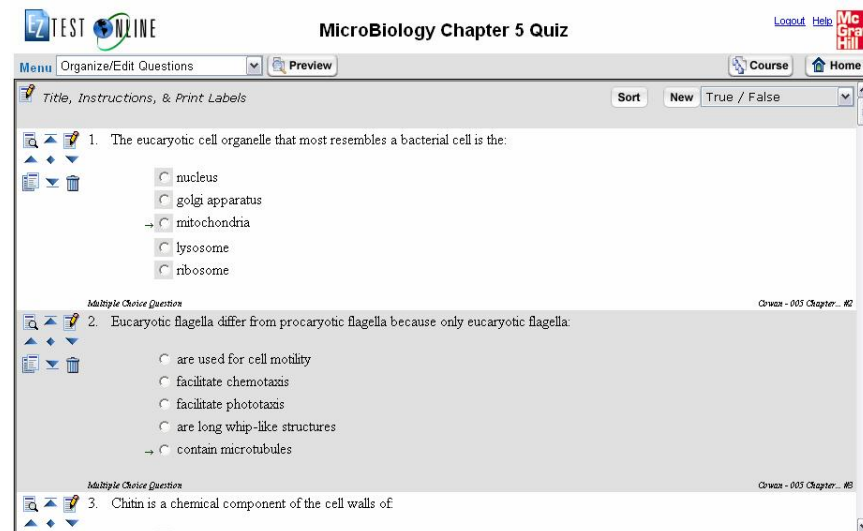 EZ TEST ONLINE
MicroBiology Chapter 5 Quiz
Logout Help
Mc
Gra
Hill
Menu Organize/Edit Questions Preview Course Home
Title, Instructions, & Print Labels Sort New True / False
1. The eucaryotic cell organelle that most resembles a bacterial cell is the:
nucleus
golgi apparatus
→ mitochondria
lysosome
ribosome
Multiple Choice Question Cowan - 005 Chapter... #2
2. Eucaryotic flagella differ from procaryotic flagella because only eucaryotic flagella:
are used for cell motility
facilitate chemotaxis
facilitate phototaxis
are long whip-like structures
→ contain microtubules
Multiple Choice Question Cowan - 005 Chapter... #3
3. Chitin is a chemical component of the cell walls of: